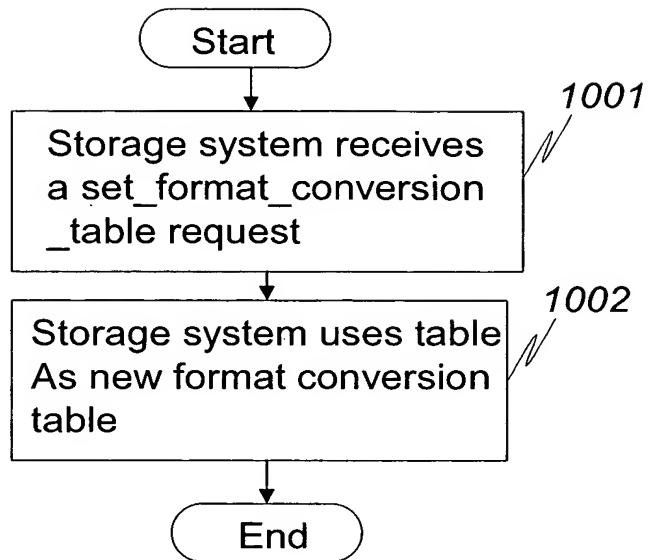 Start
1001
Storage system receives
a set_format_conversion
_table request
1002
Storage system uses table
As new format conversion
table
End